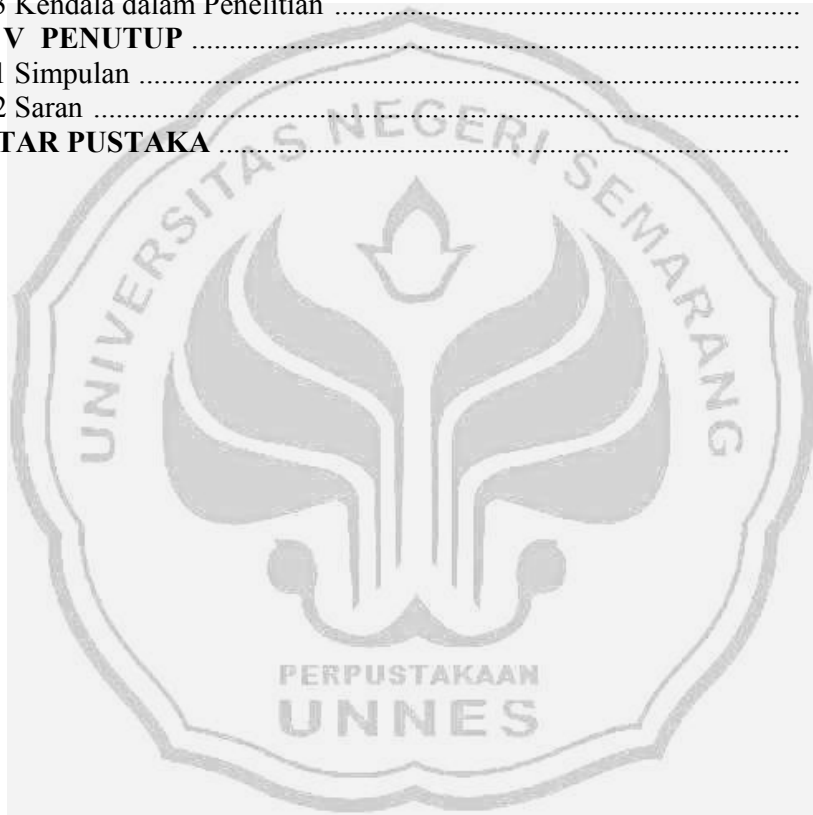 3 Kendala dalam Penelitian ........................................................................
V PENUTUP ........................................................................
1 Simpulan ........................................................................
2 Saran ........................................................................
TAR PUSTAKA ........................................................................
UNIVERSITAS NEGERI SEMARANG
PERPUSTAKAAN
UNNES